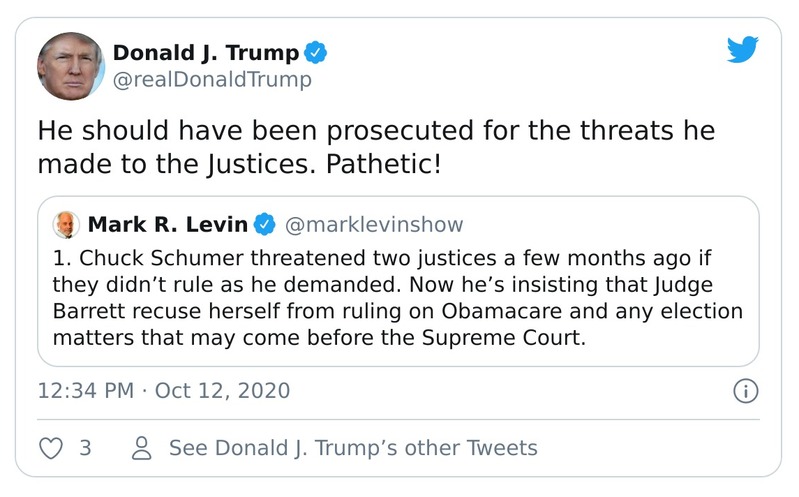 Donald J. Trump
@realDonaldTrump
He should have been prosecuted for the threats he
made to the Justices. Pathetic!
Mark R. Levin @marklevinshow
1. Chuck Schumer threatened two justices a few months ago if
they didn’t rule as he demanded. Now he’s insisting that Judge
Barrett recuse herself from ruling on Obamacare and any election
matters that may come before the Supreme Court.
12:34 PM · Oct 12, 2020
3 See Donald J. Trump’s other Tweets